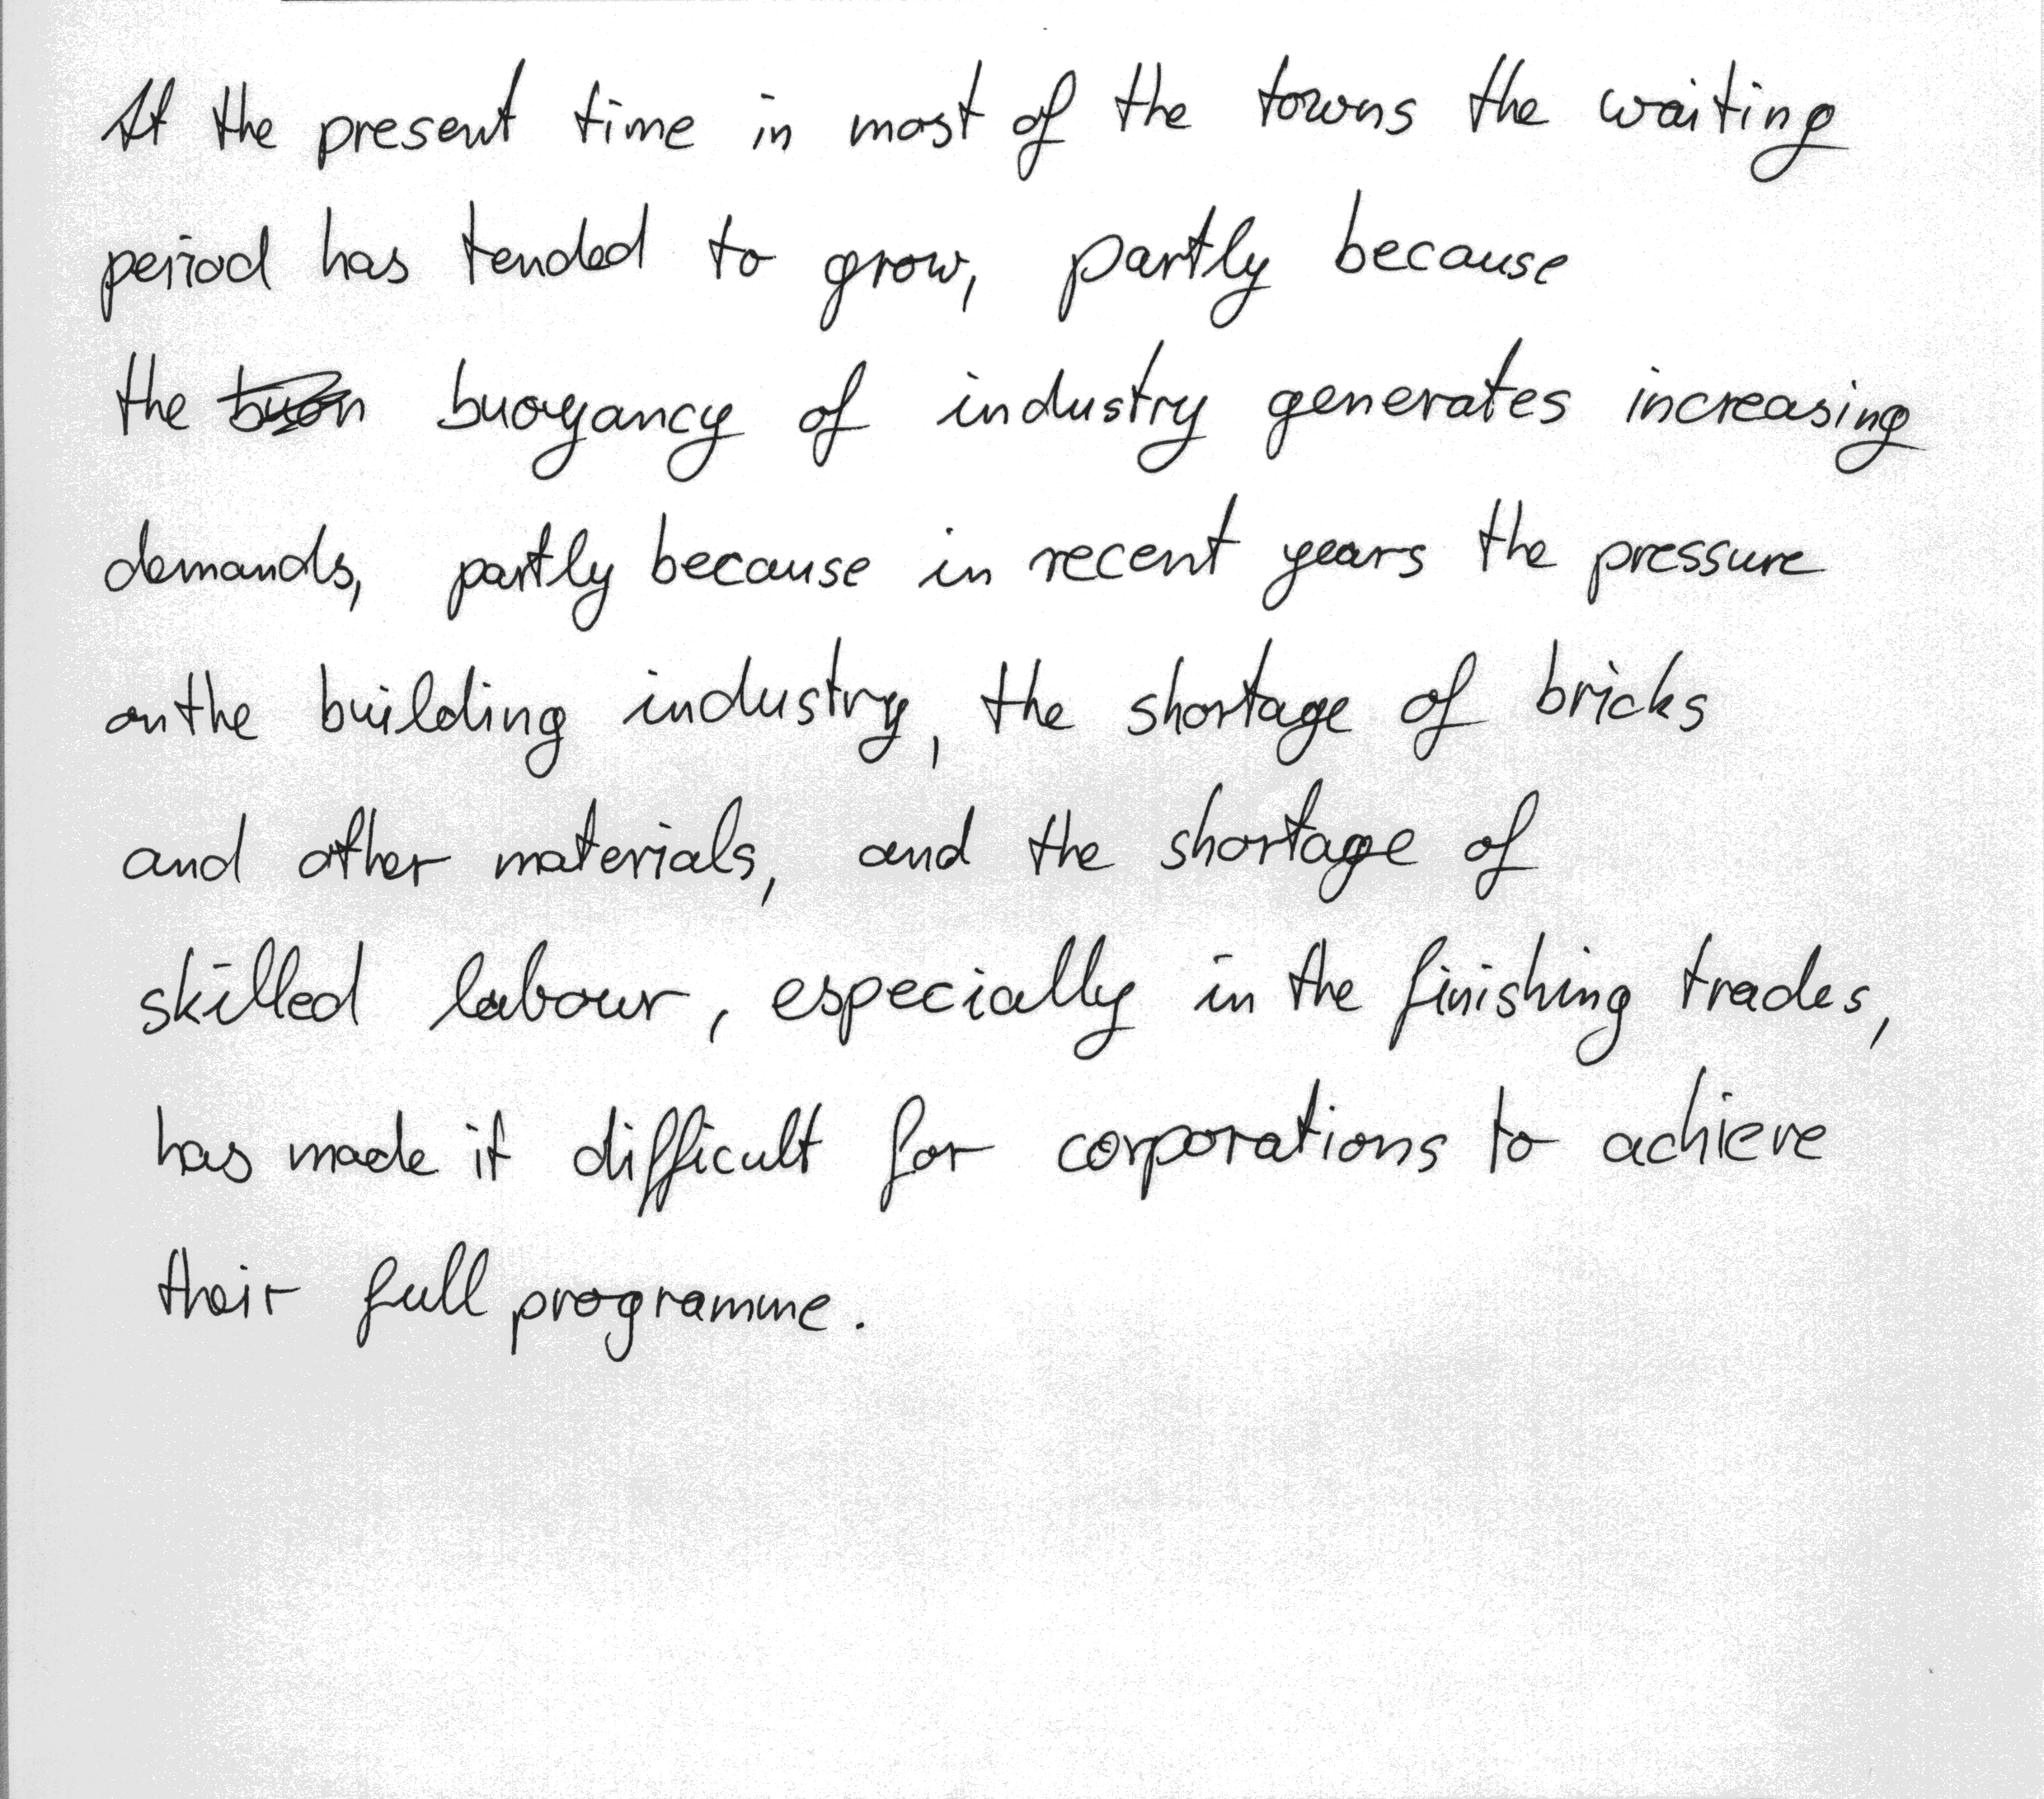 At the present time in most of the towns the waiting
period has tended to grow, partly because
the buoyancy of industry generates increasing
demands, partly because in recent years the pressure
on the building industry, the shortage of bricks
and other materials, and the shortage of
skilled labour, especially in the finishing trades,
has made it difficult for corporations to achieve
their full programme.